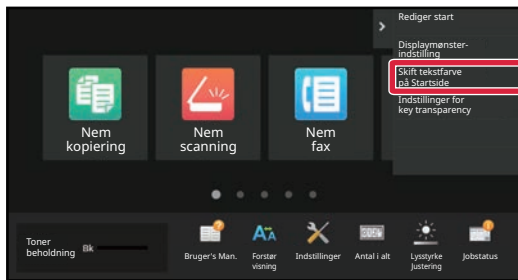 Rediger start
Displaymønster-
indstilling
Skift tekstfarve
på Startside
Indstillinger for
key transparency
Nem
kopiering
Nem
scanning
Nem
fax
Toner
beholdning
Bk
Bruger's Man.
Forstør
visning
Indstillinger
Antal i alt
Lysstyrke
Justering
Jobstatus